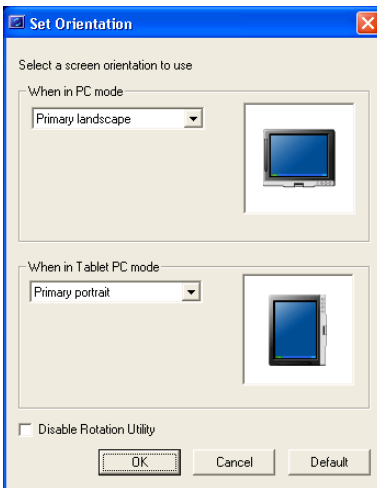 Set Orientation
Select a screen orientation to use
When in PC mode
Primary landscape
When in Tablet PC mode
Primary portrait
Disable Rotation Utility
OK Cancel Default